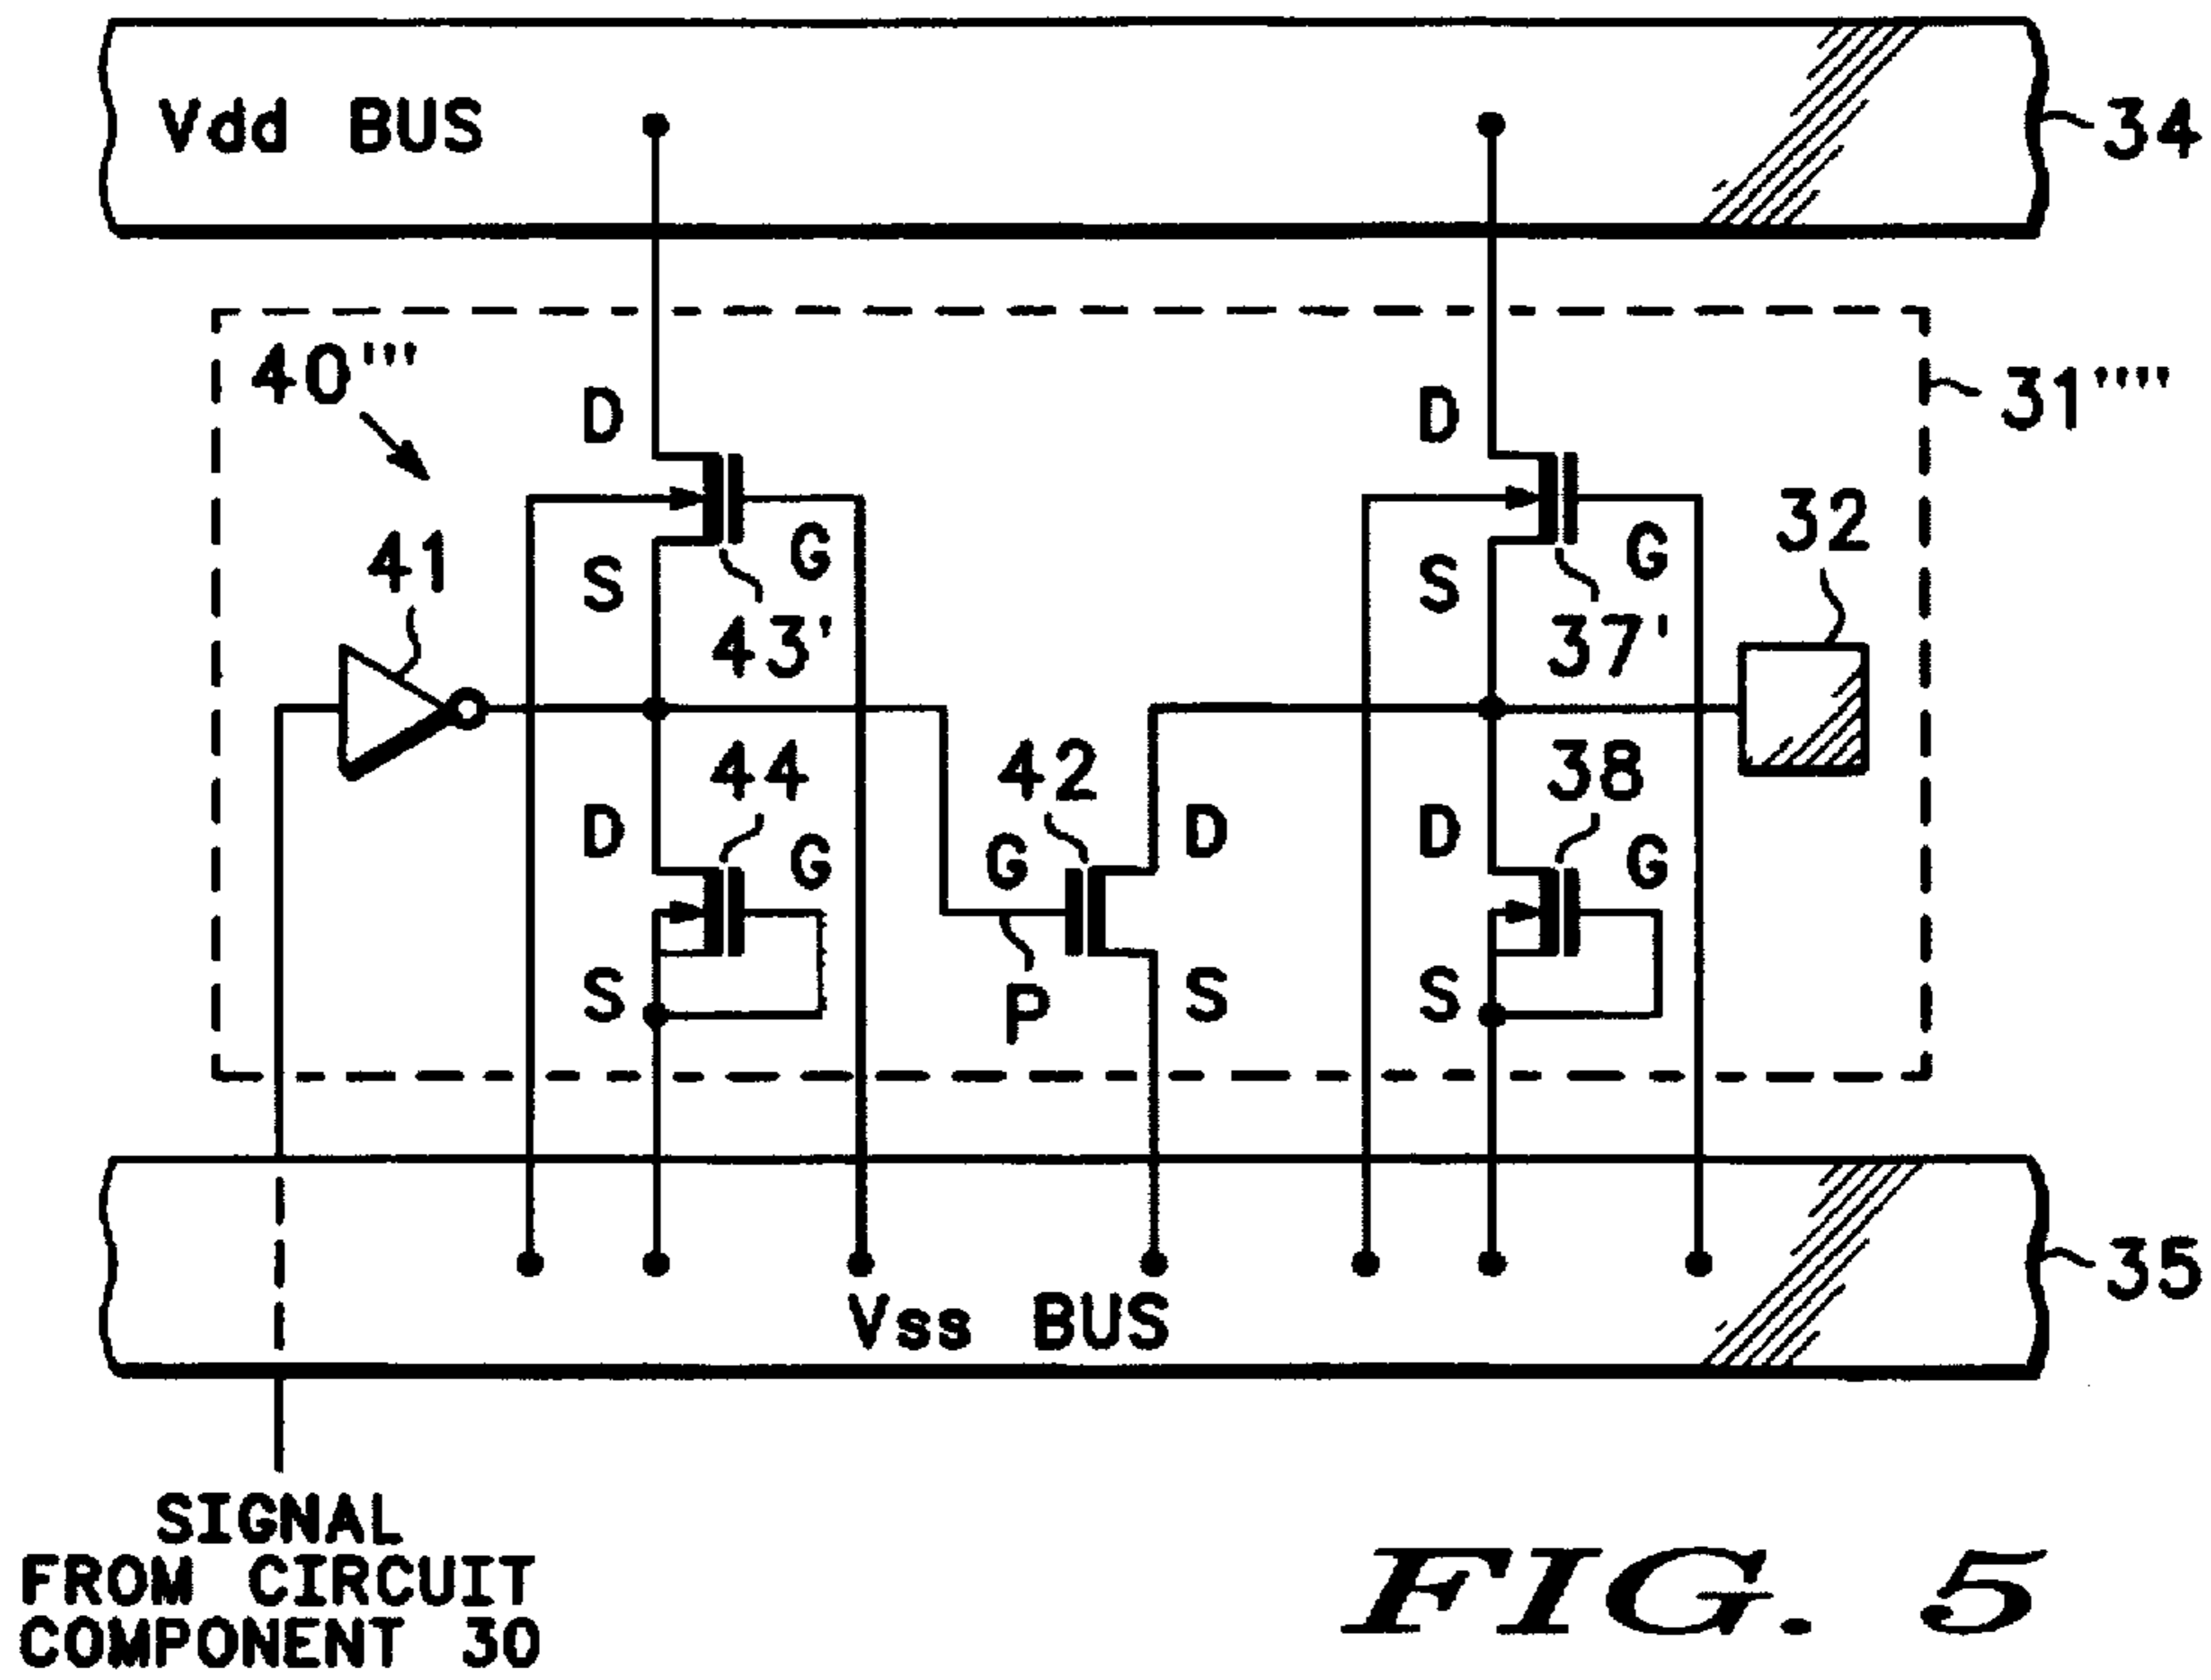 Vdd BUS
34
40'''
31''''
D
D
41
S
G
43'
S
G
37'
32
44
42
38
D
G
G
D
D
G
S
P
S
S
Vss BUS
35
SIGNAL
FROM CIRCUIT
COMPONENT 30
FIG. 5